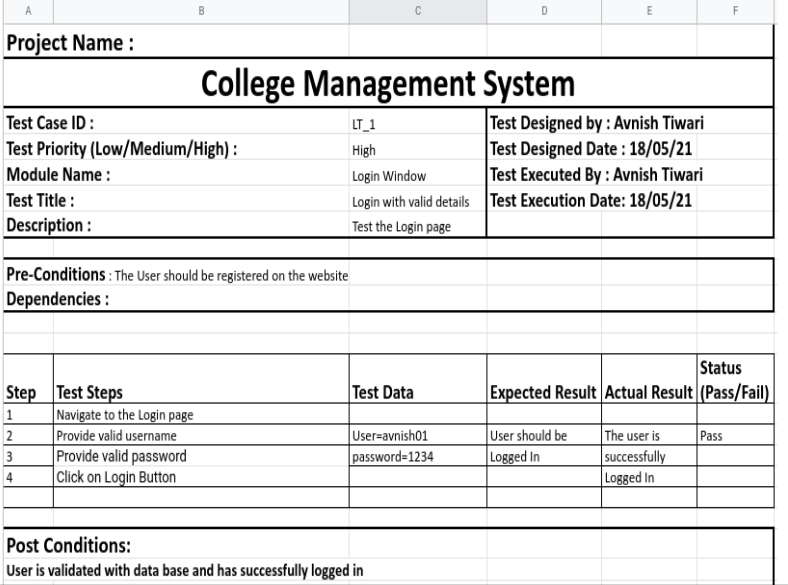 A B C D E F
Project Name :
College Management System
Test Case ID : LT_1 Test Designed by : Avnish Tiwari
Test Priority (Low/Medium/High) : High Test Designed Date : 18/05/21
Module Name : Login Window Test Executed By : Avnish Tiwari
Test Title : Login with valid details Test Execution Date: 18/05/21
Description : Test the Login page
Pre-Conditions : The User should be registered on the website
Dependencies :
Status
Step Test Steps Test Data Expected Result Actual Result (Pass/Fail)
1 Navigate to the Login page
2 Provide valid username User=avnish01 User should be The user is Pass
3 Provide valid password password=1234 Logged In successfully
4 Click on Login Button Logged In
Post Conditions:
User is validated with data base and has successfully logged in